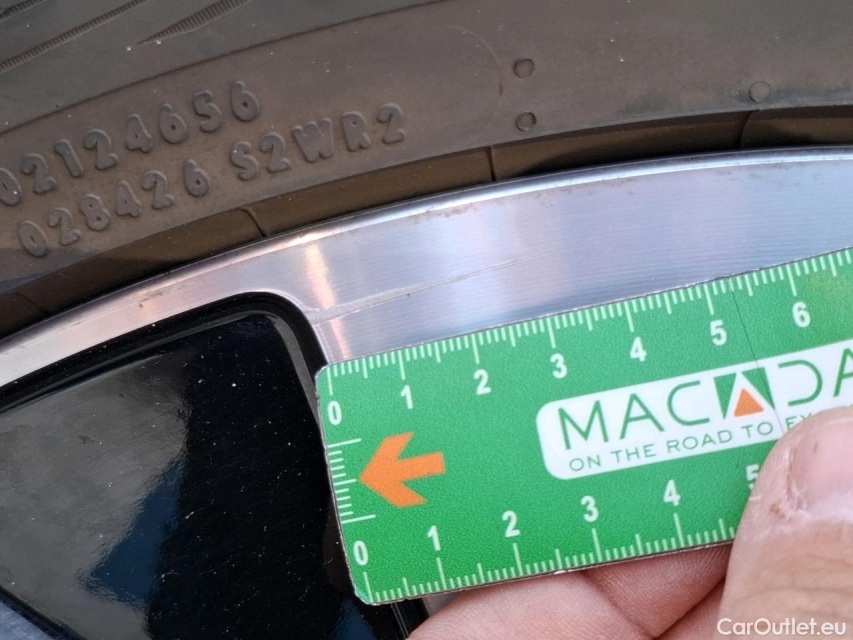 02124656
028426 S2WR2
0 1 2 3 4 5 6
MACADA
ON THE ROAD TO EX
0 1 2 3 4 5
CarOutlet.eu